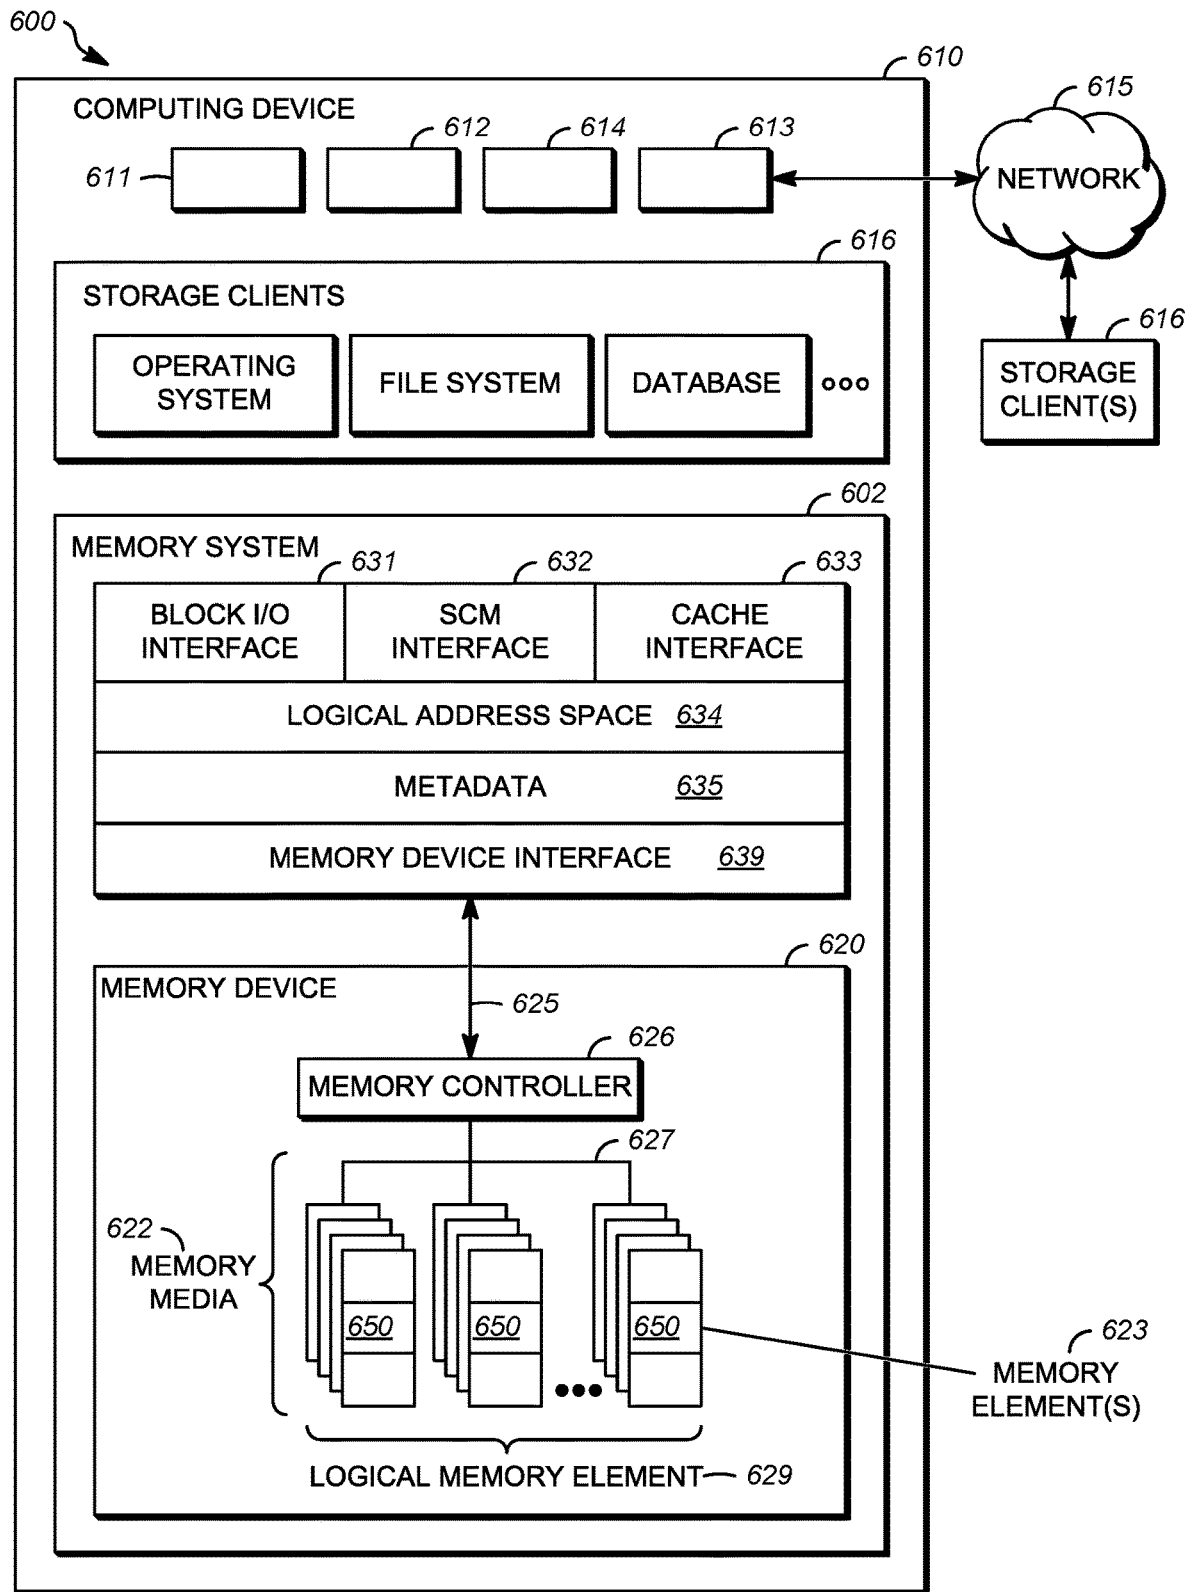 600
610
COMPUTING DEVICE
615
612
614
613
611
NETWORK
616
STORAGE CLIENTS
616
OPERATING
SYSTEM
FILE SYSTEM
DATABASE
STORAGE
CLIENT(S)
602
MEMORY SYSTEM
631
632
633
BLOCK I/O
INTERFACE
SCM
INTERFACE
CACHE
INTERFACE
LOGICAL ADDRESS SPACE 634
METADATA 635
MEMORY DEVICE INTERFACE 639
620
MEMORY DEVICE
625
626
MEMORY CONTROLLER
627
622
MEMORY
MEDIA
650
650
650
623
MEMORY
ELEMENT(S)
LOGICAL MEMORY ELEMENT 629